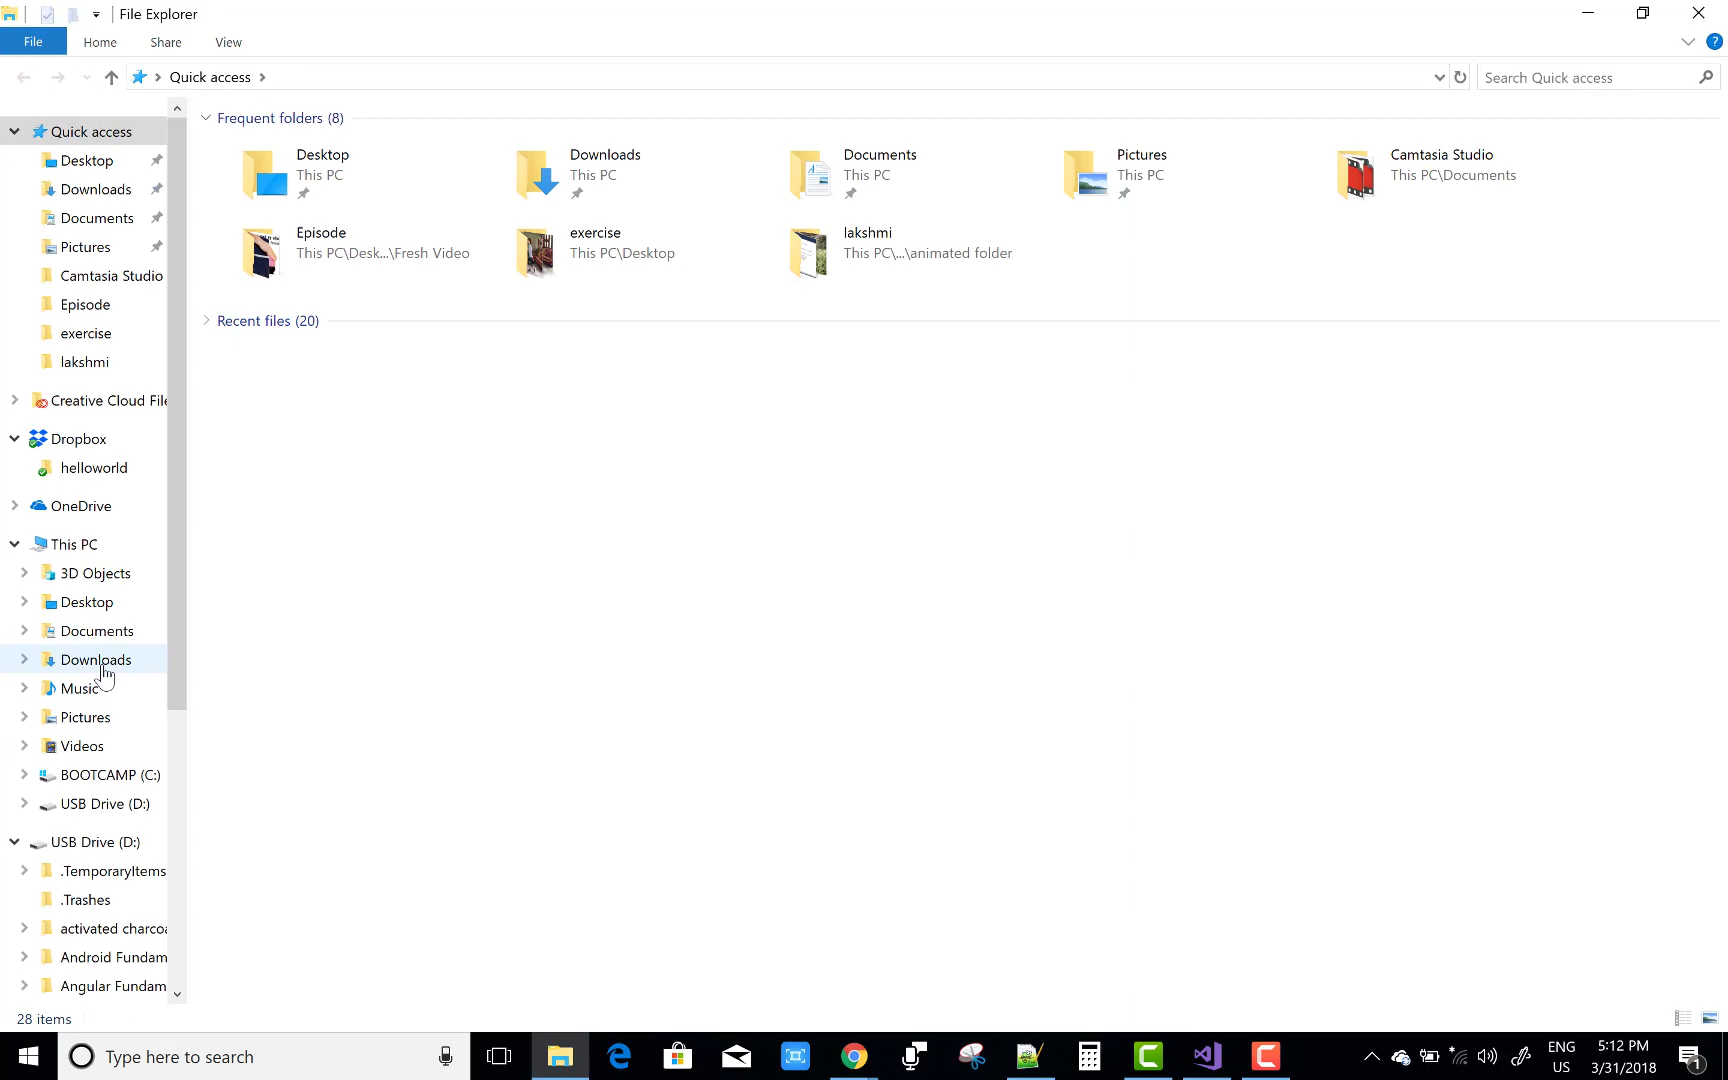 File Explorer
File Home Share View
Quick access
Search Quick access
Quick access
Desktop
Downloads
Documents
Pictures
Camtasia Studio
Episode
exercise
lakshmi
Creative Cloud File
Dropbox
helloworld
OneDrive
This PC
3D Objects
Desktop
Documents
Downloads
Music
Pictures
Videos
BOOTCAMP (C:)
USB Drive (D:)
USB Drive (D:)
.TemporaryItems
.Trashes
activated charcoa
Android Fundam
Angular Fundam
Frequent folders (8)
Desktop
This PC
Downloads
This PC
Documents
This PC
Pictures
This PC
Camtasia Studio
This PC\Documents
Episode
This PC\Desk...\Fresh Video
exercise
This PC\Desktop
lakshmi
This PC\...\animated folder
Recent files (20)
28 items
Type here to search
ENG
US
5:12 PM
3/31/2018
1